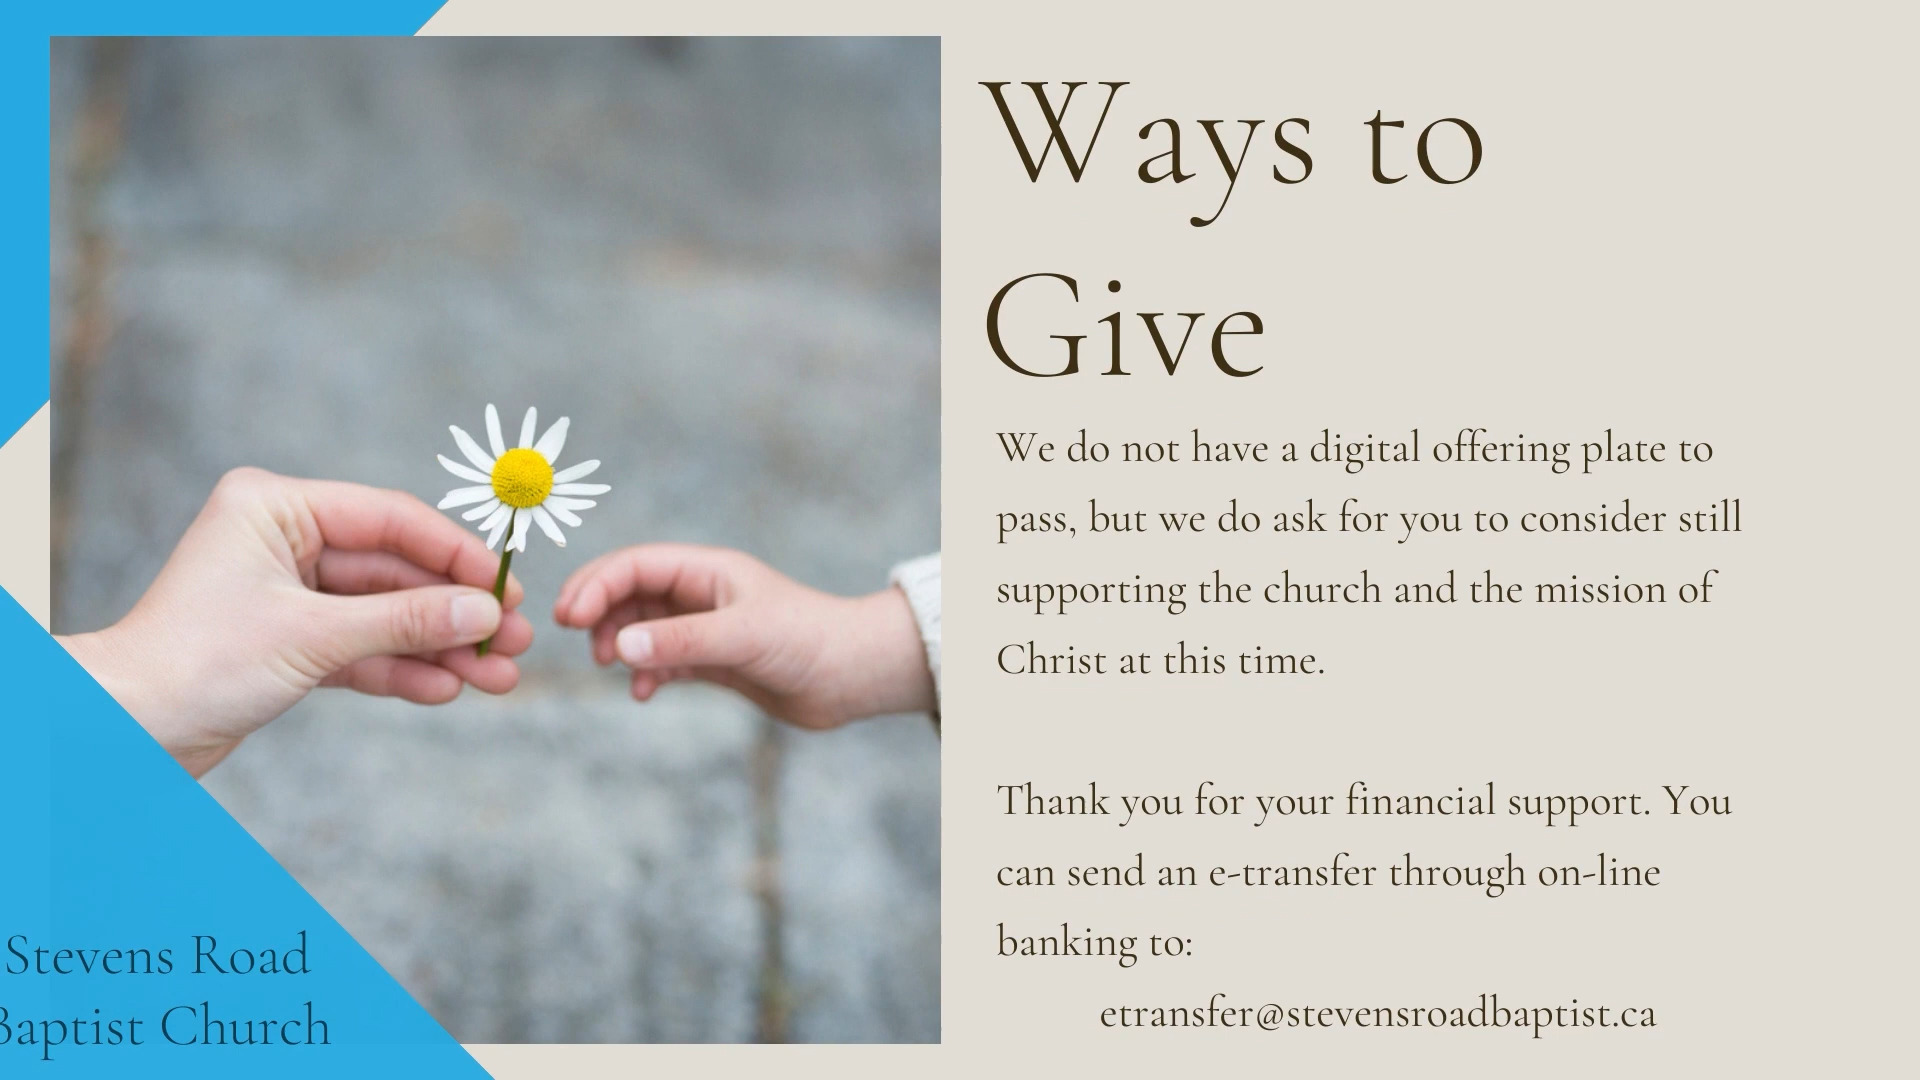 Ways to
Give
We do not have a digital offering plate to
pass, but we do ask for you to consider still
supporting the church and the mission of
Christ at this time.
Thank you for your financial support. You
can send an e-transfer through on-line
banking to:
etransfer@stevensroadbaptist.ca
Stevens Road
Baptist Church